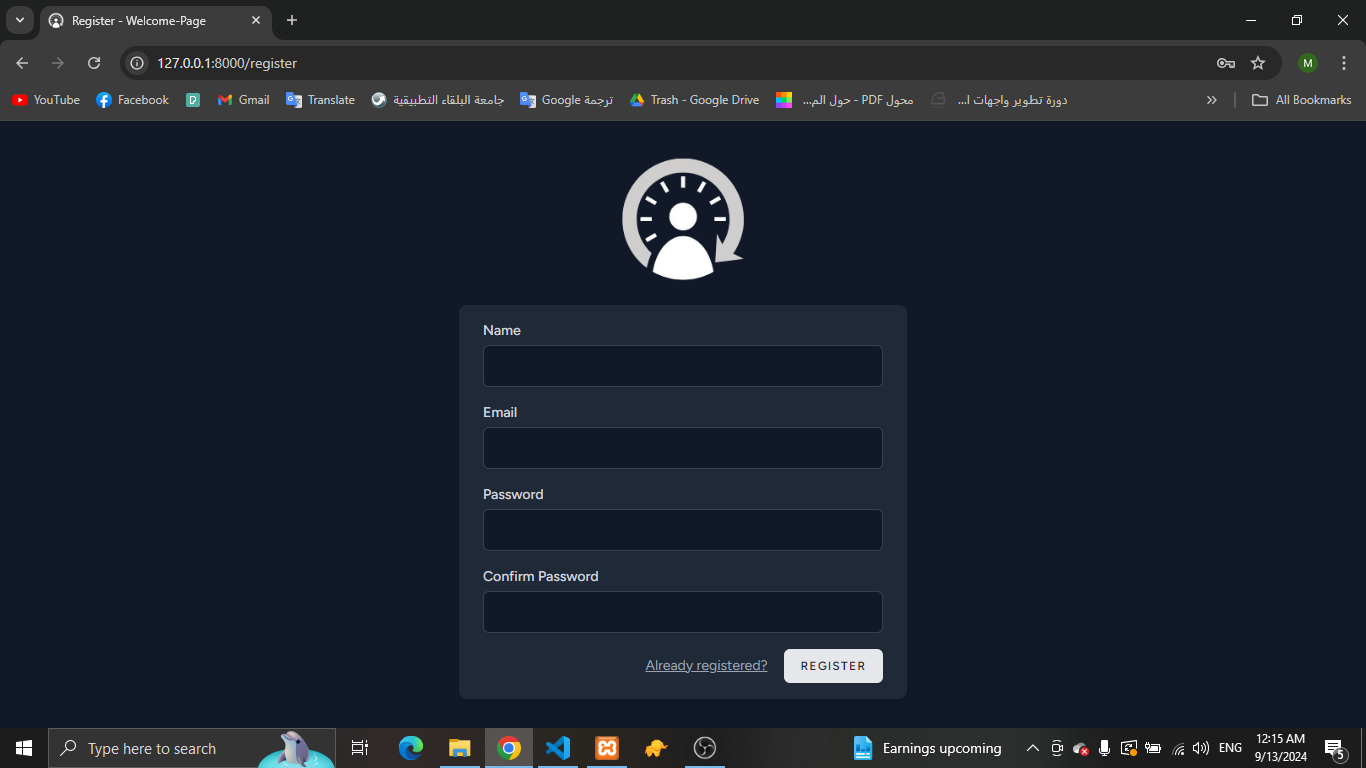 Register - Welcome-Page
127.0.0.1:8000/register
M
YouTube
Facebook
D
Gmail
Translate
جامعة البلقاء التطبيقية
ترجمة Google
Trash - Google Drive
محول PDF - حول الم...
دورة تطوير واجهات ا...
All Bookmarks
Name
Email
Password
Confirm Password
Already registered?
REGISTER
Type here to search
Earnings upcoming
ENG
12:15 AM
9/13/2024
5